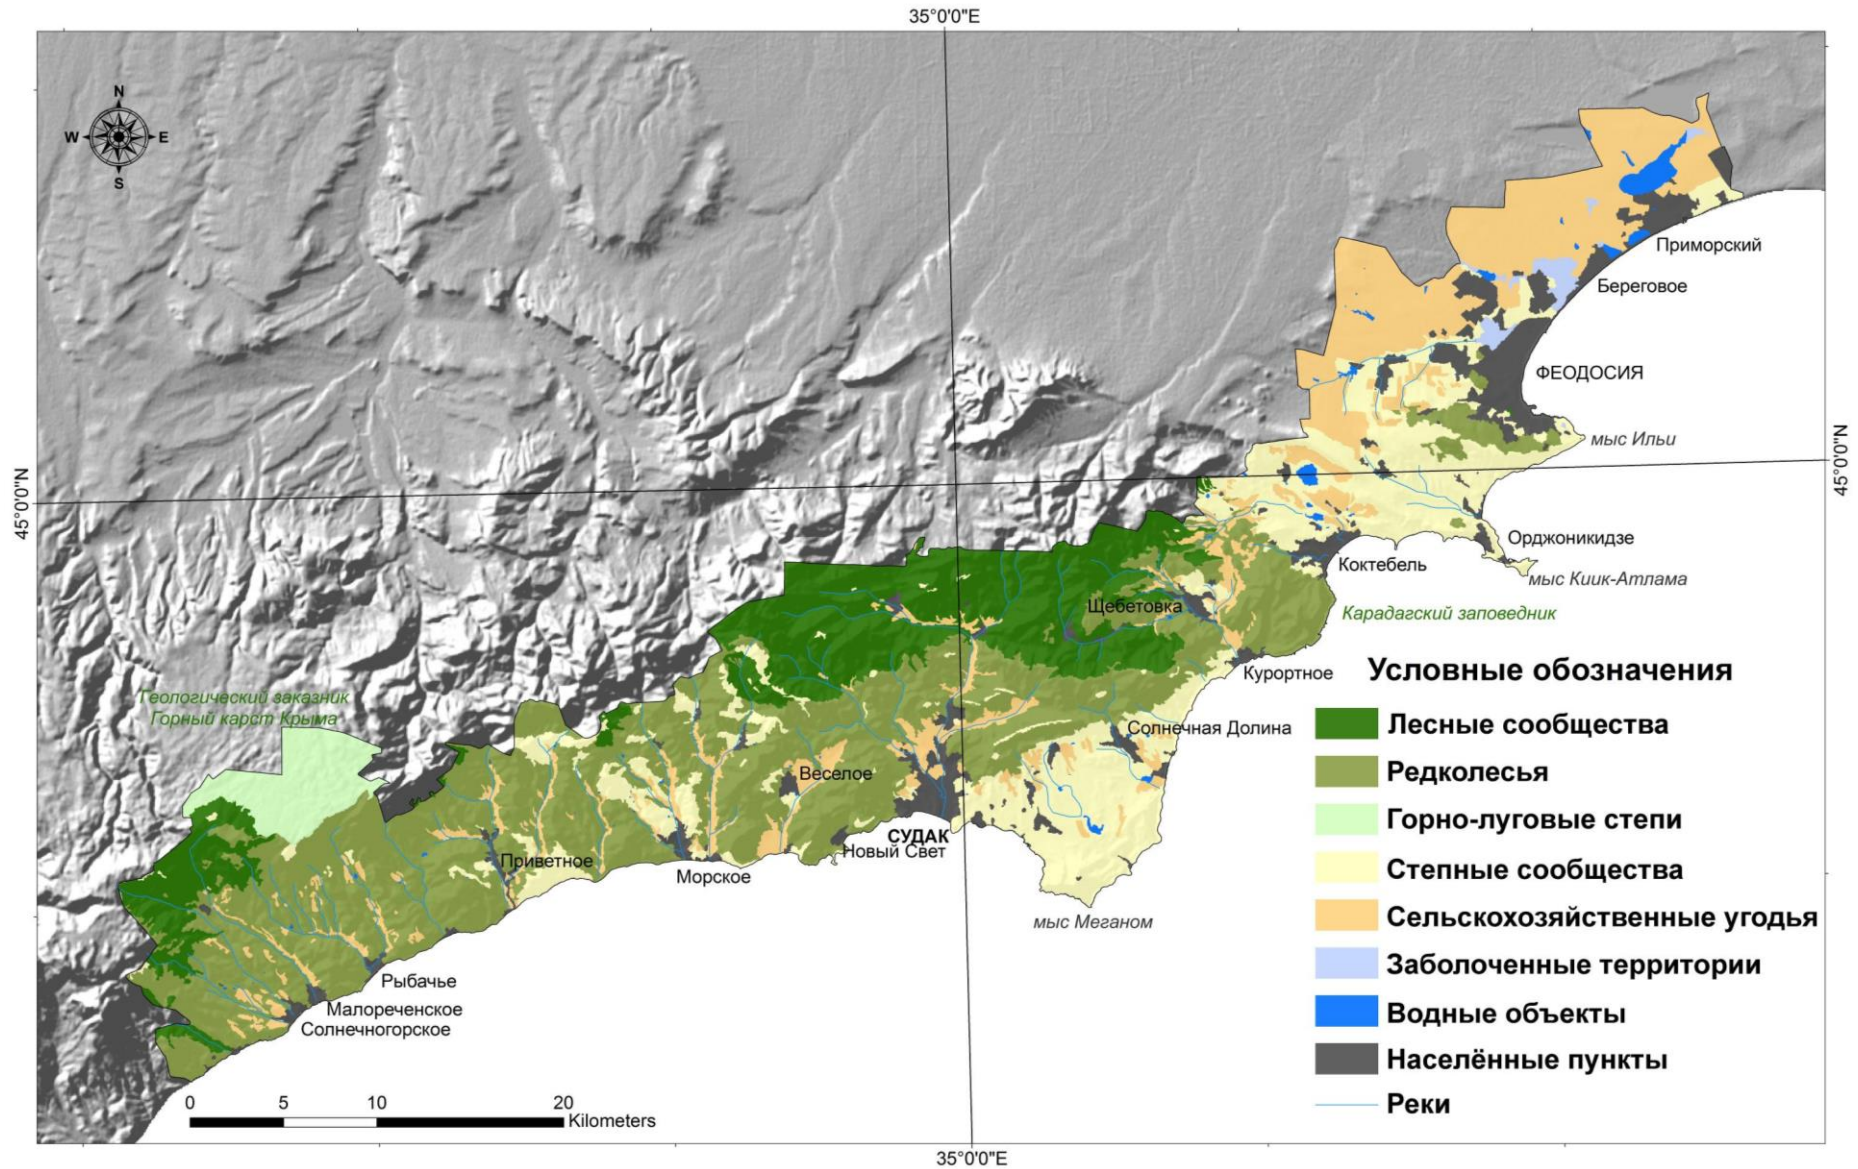 35°0'0"E
N
W
E
S
Приморский
Береговое
ФЕОДОСИЯ
мыс Ильи
45°0'0"N
45°0'0"N
Орджоникидзе
Коктебель
мыс Киик-Атлама
Щебетовка
Карадагский заповедник
Курортное
Условные обозначения
Геологический заказник
Горный карст Крыма
Солнечная Долина
Лесные сообщества
Веселое
Редколесья
Горно-луговые степи
СУДАК
Новый Свет
Приветное
Морское
Степные сообщества
мыс Меганом
Сельскохозяйственные угодья
Заболоченные территории
Рыбачье
Малореченское
Солнечногорское
Водные объекты
Населённые пункты
Реки
0 5 10 20
Kilometers
35°0'0"E